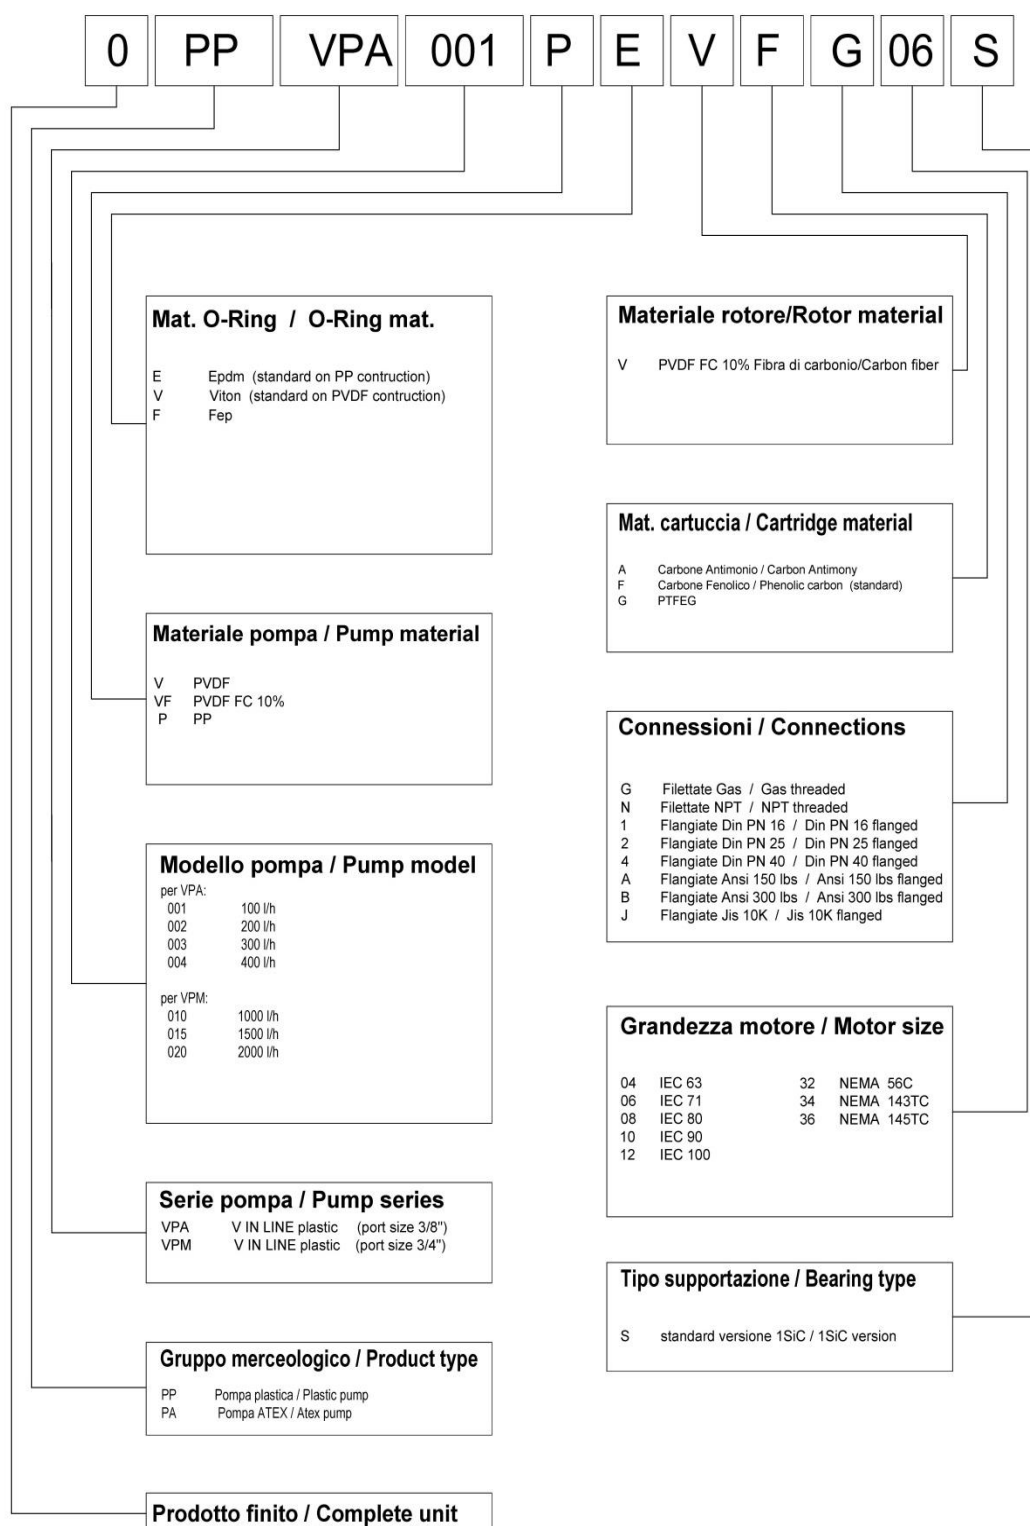 0 PP VPA 001 P E V F G 06 S
Mat. O-Ring / O-Ring mat.
E Epdm (standard on PP contruction)
V Viton (standard on PVDF contruction)
F Fep
Materiale pompa / Pump material
V PVDF
VF PVDF FC 10%
P PP
Modello pompa / Pump model
per VPA:
001 100 l/h
002 200 l/h
003 300 l/h
004 400 l/h
per VPM:
010 1000 l/h
015 1500 l/h
020 2000 l/h
Serie pompa / Pump series
VPA V IN LINE plastic (port size 3/8")
VPM V IN LINE plastic (port size 3/4")
Gruppo merceologico / Product type
PP Pompa plastica / Plastic pump
PA Pompa ATEX / Atex pump
Prodotto finito / Complete unit
Materiale rotore/Rotor material
V PVDF FC 10% Fibra di carbonio/Carbon fiber
Mat. cartuccia / Cartridge material
A Carbone Antimonio / Carbon Antimony
F Carbone Fenolico / Phenolic carbon (standard)
G PTFEG
Connessioni / Connections
G Filettate Gas / Gas threaded
N Filettate NPT / NPT threaded
1 Flangiate Din PN 16 / Din PN 16 flanged
2 Flangiate Din PN 25 / Din PN 25 flanged
4 Flangiate Din PN 40 / Din PN 40 flanged
A Flangiate Ansi 150 lbs / Ansi 150 lbs flanged
B Flangiate Ansi 300 lbs / Ansi 300 lbs flanged
J Flangiate Jis 10K / Jis 10K flanged
Grandezza motore / Motor size
04 IEC 63 32 NEMA 56C
06 IEC 71 34 NEMA 143TC
08 IEC 80 36 NEMA 145TC
10 IEC 90
12 IEC 100
Tipo supportazione / Bearing type
S standard versione 1SiC / 1SiC version